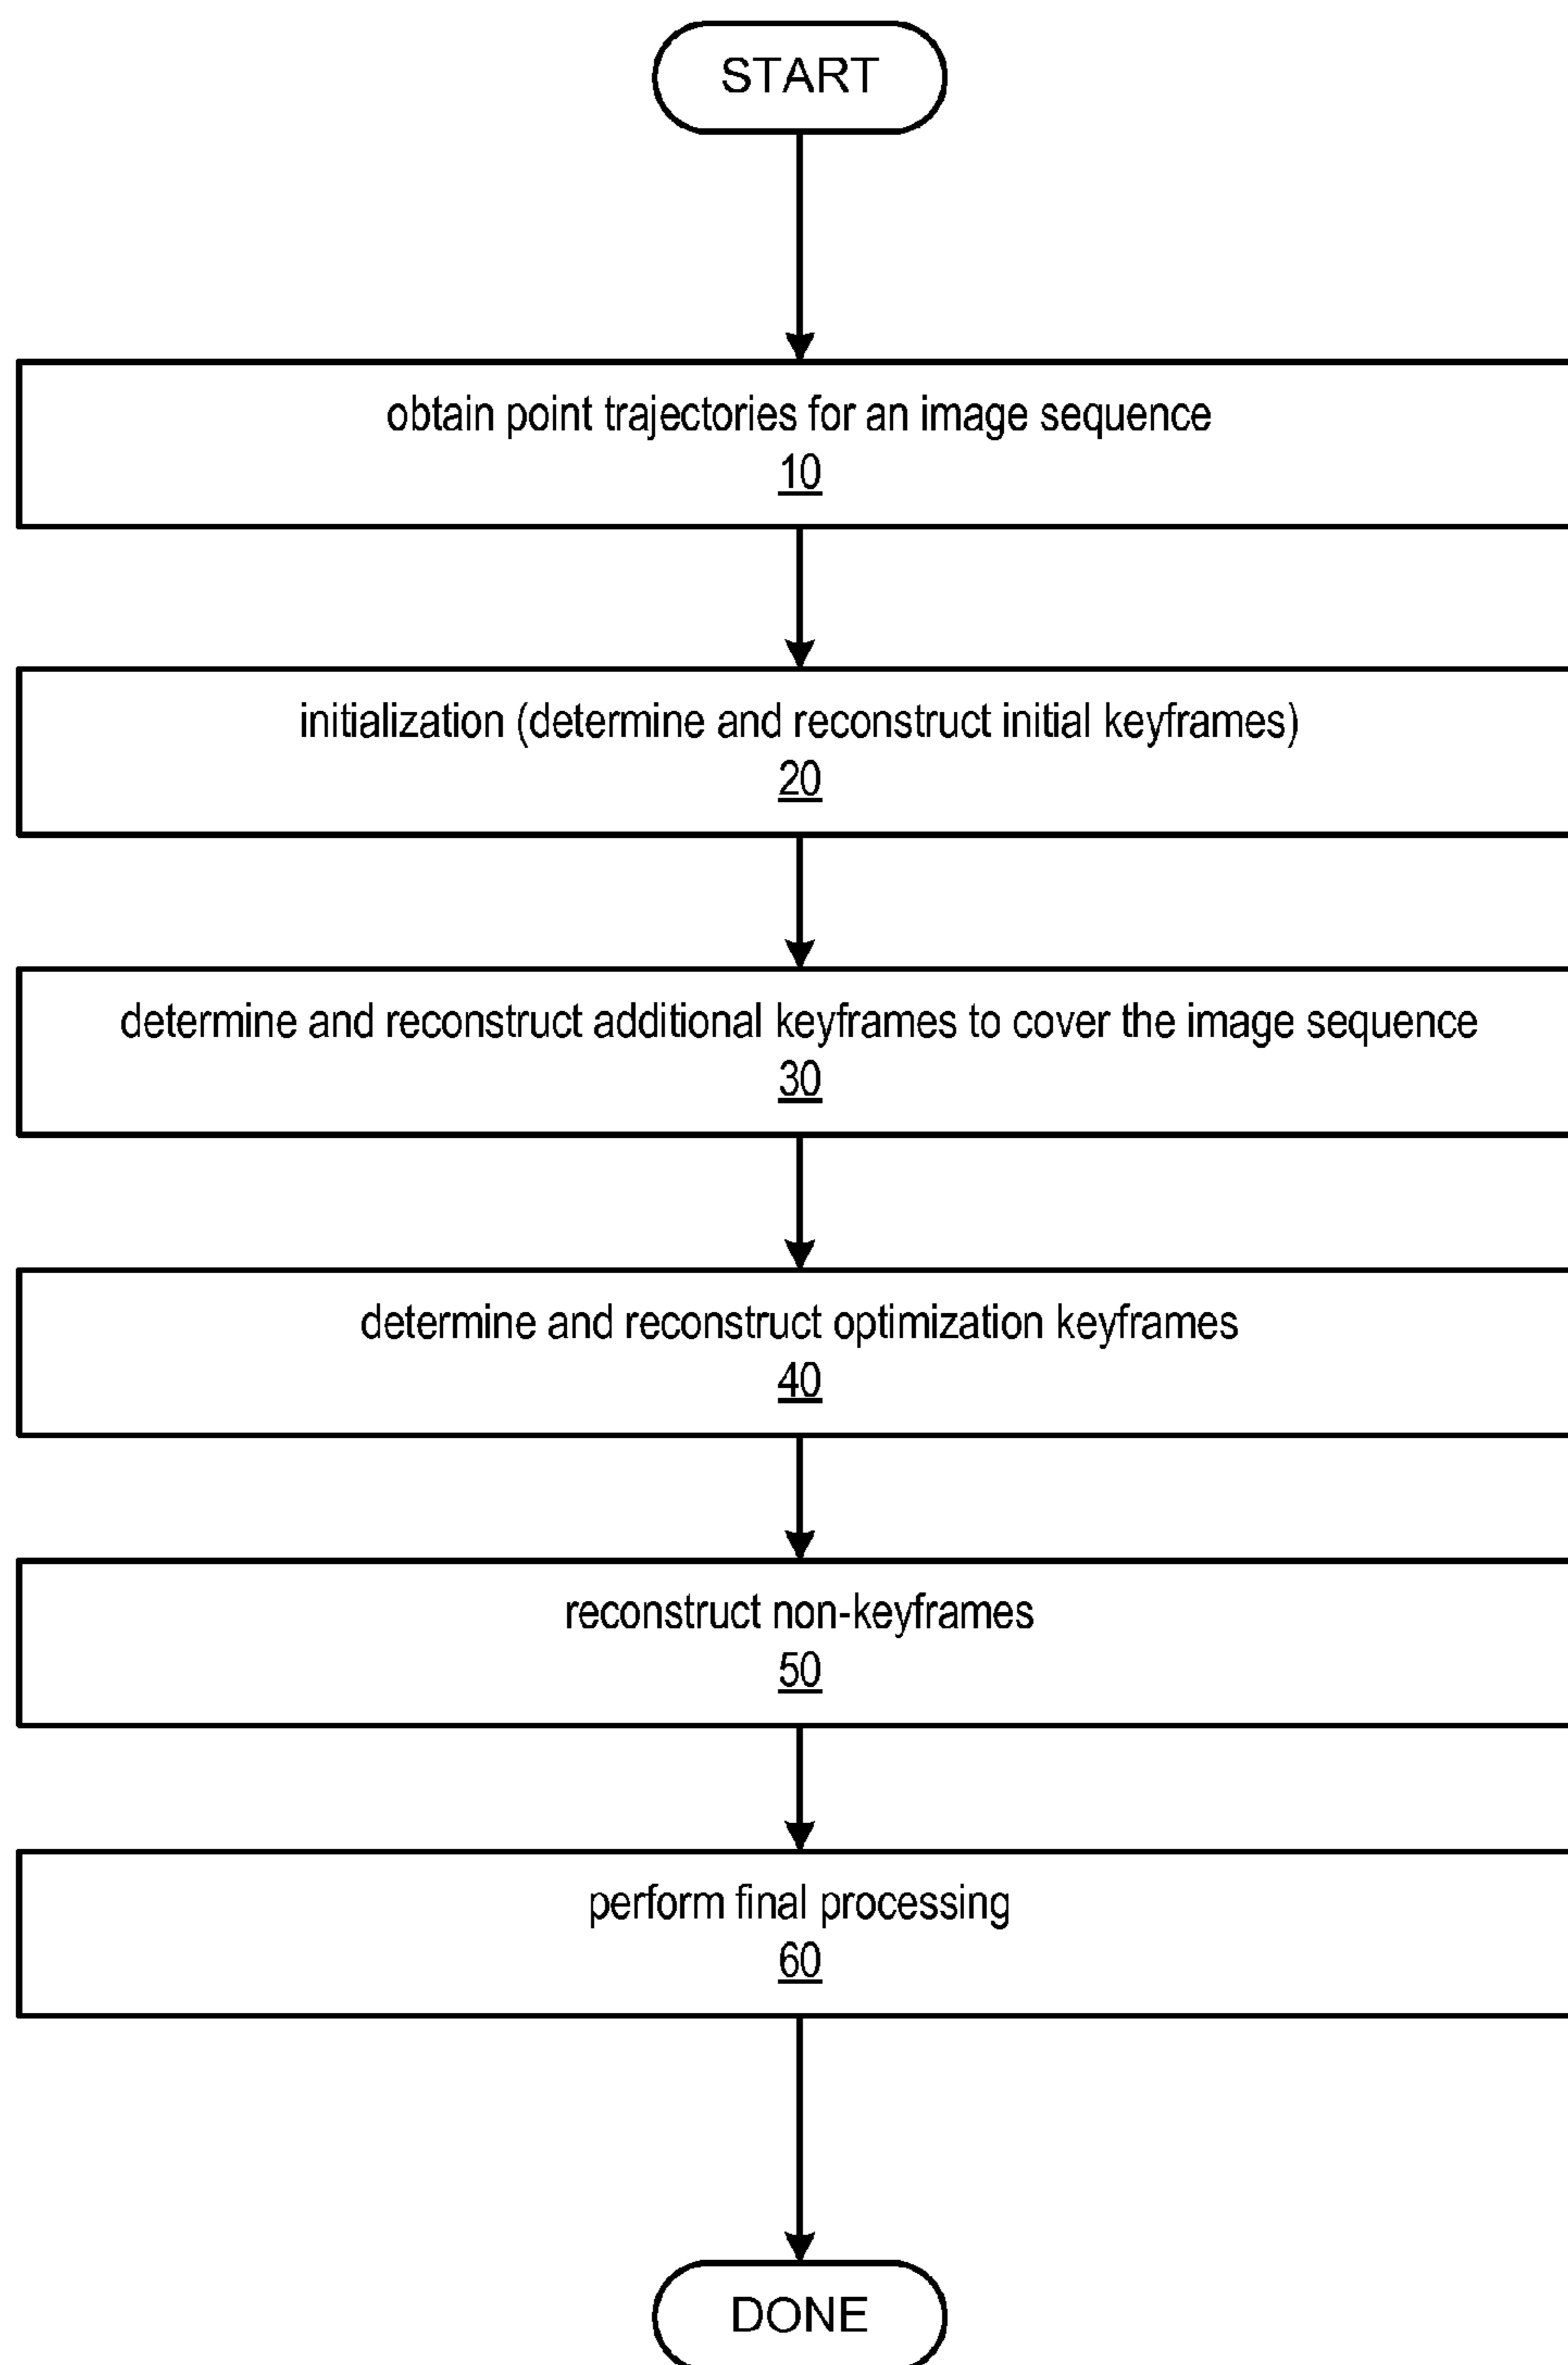 START
obtain point trajectories for an image sequence
10
initialization (determine and reconstruct initial keyframes)
20
determine and reconstruct additional keyframes to cover the image sequence
30
determine and reconstruct optimization keyframes
40
reconstruct non-keyframes
50
perform final processing
60
DONE